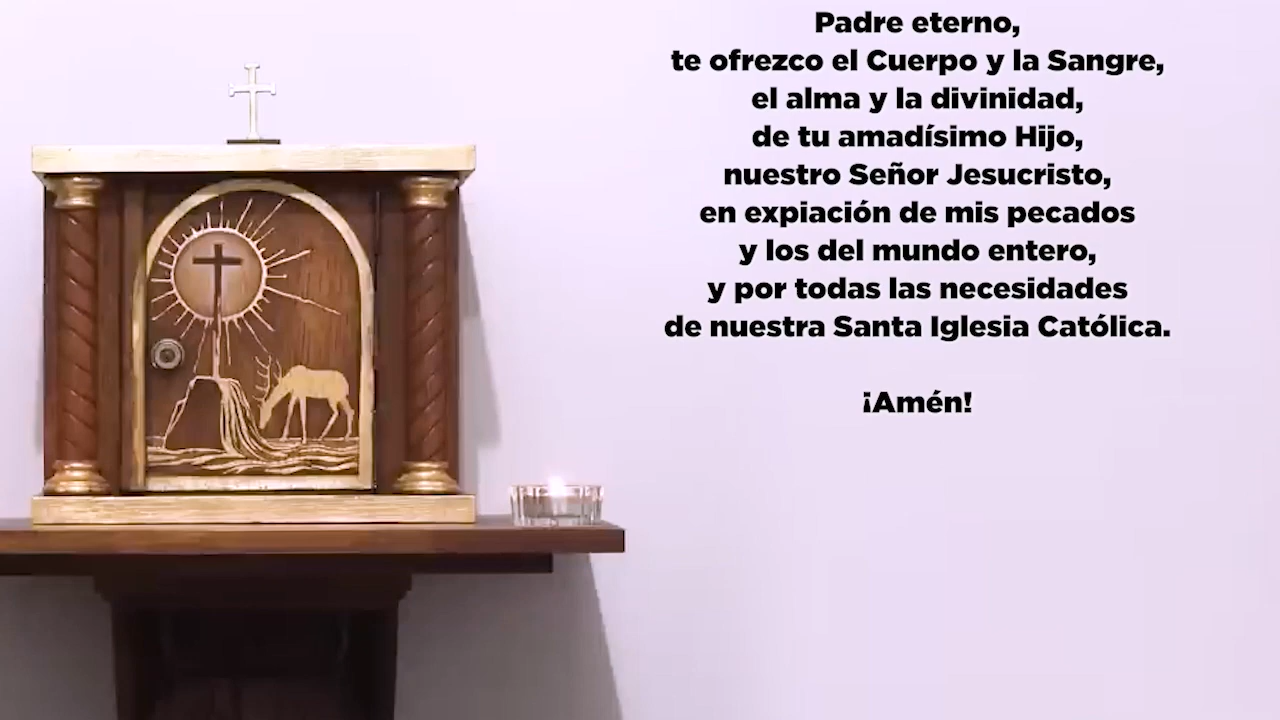 Padre eterno,
te ofrezco el Cuerpo y la Sangre,
el alma y la divinidad,
de tu amadísimo Hijo,
nuestro Señor Jesucristo,
en expiación de mis pecados
y los del mundo entero,
y por todas las necesidades
de nuestra Santa Iglesia Católica.
¡Amén!